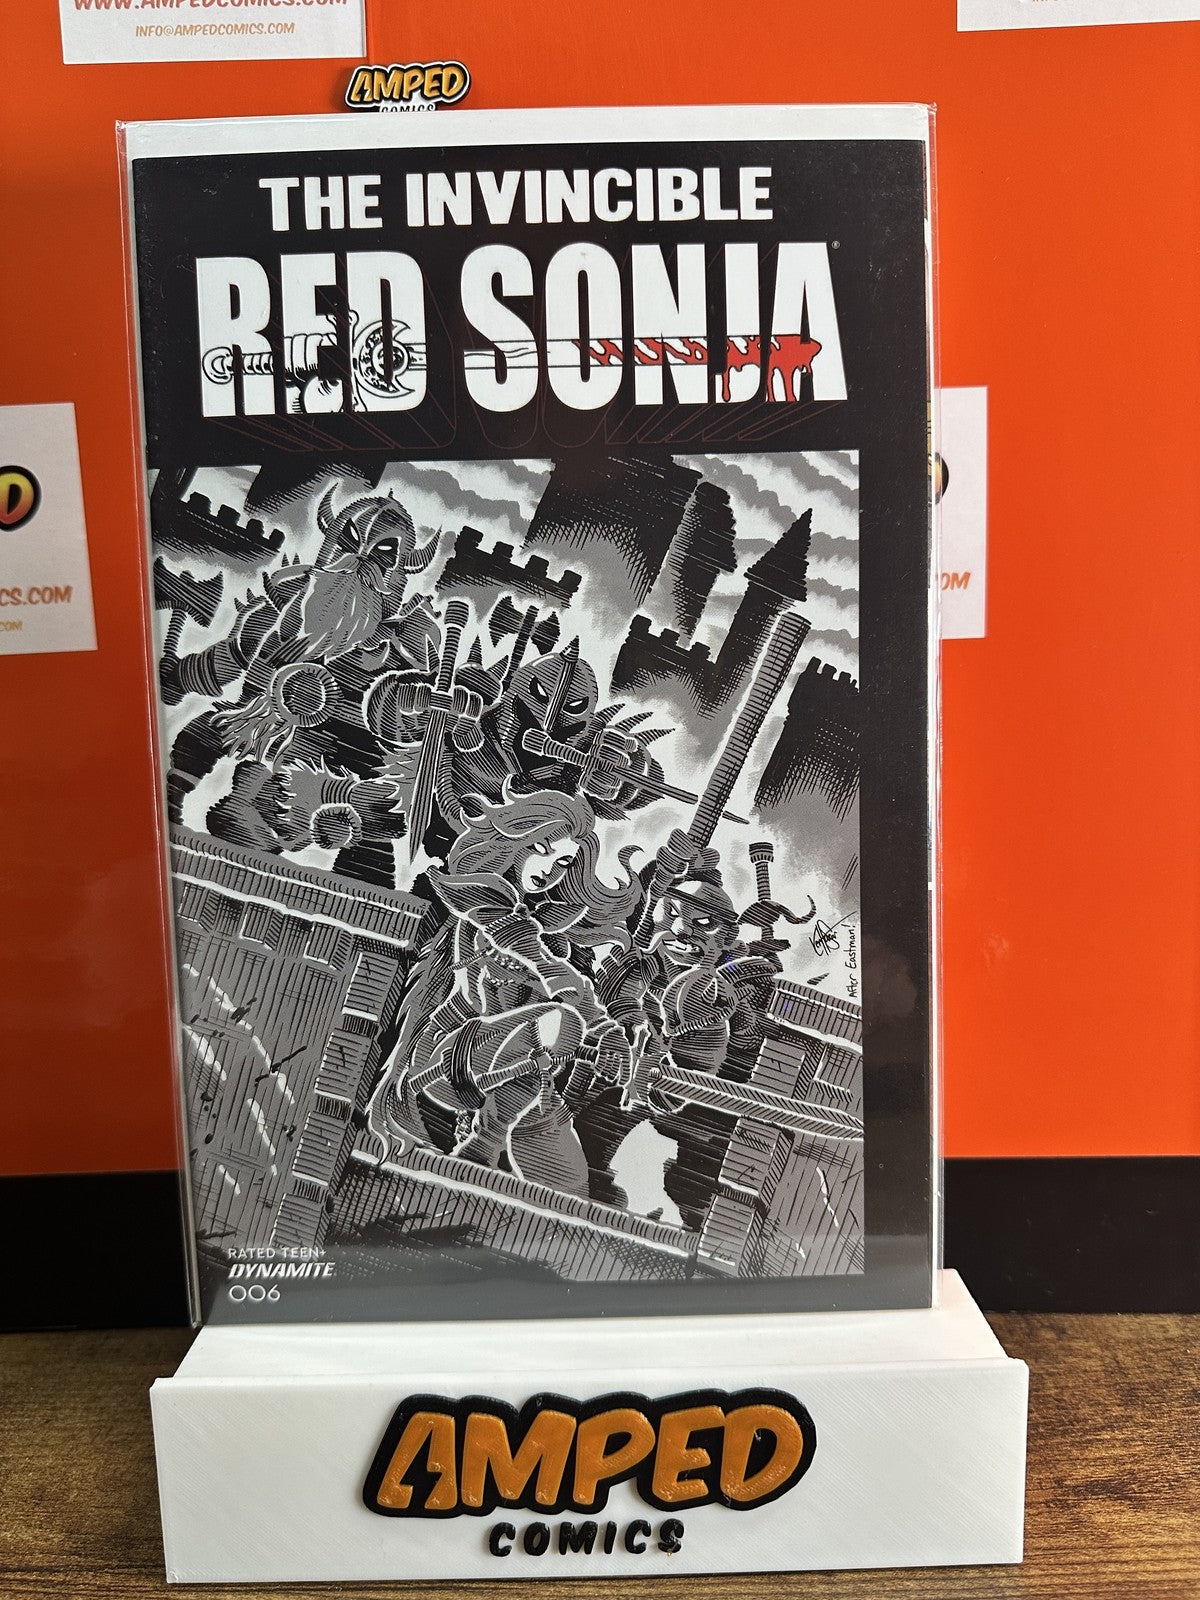 WWW.AMPEDCOMICS.COM
INFO@AMPEDCOMICS.COM
AMPED
COMICS
THE INVINCIBLE
RED SONJA
®
CS.COM
COM
OM
After Eastman!
RATED TEEN+
DYNAMITE
006
AMPED
COMICS